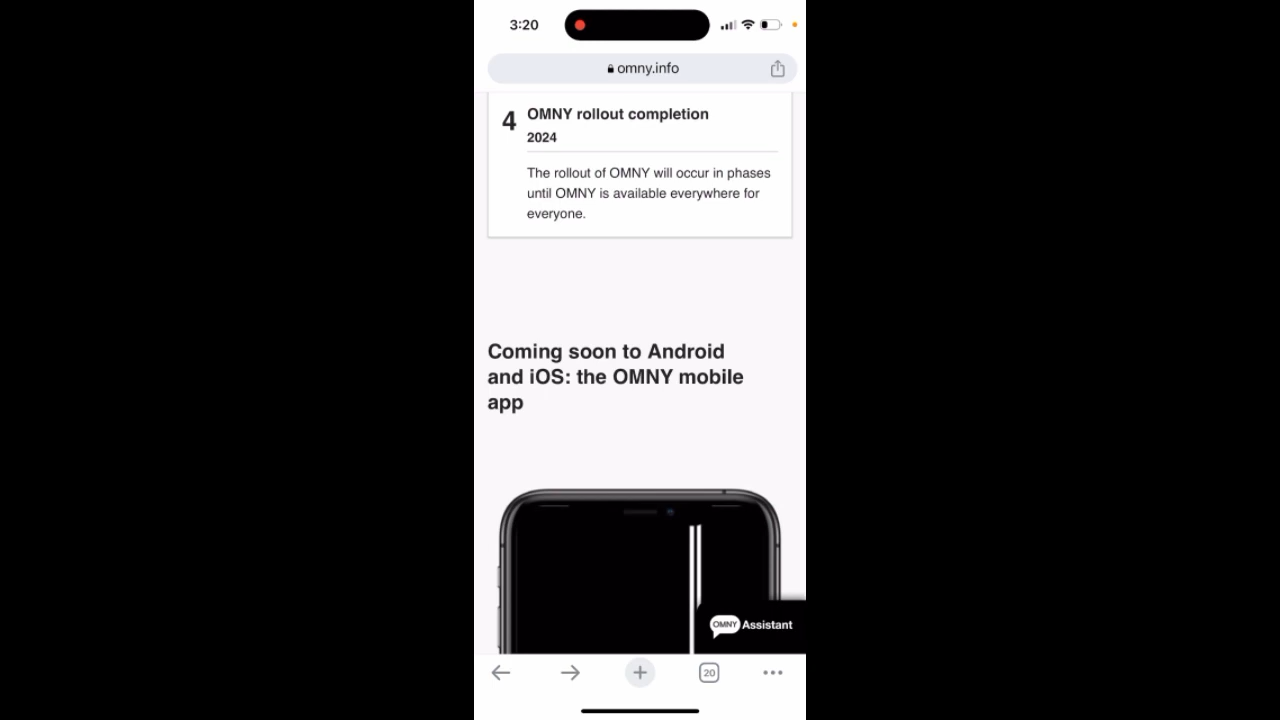 3:20
omny.info
4 OMNY rollout completion
2024
The rollout of OMNY will occur in phases
until OMNY is available everywhere for
everyone.
Coming soon to Android
and iOS: the OMNY mobile
app
OMNY Assistant
20